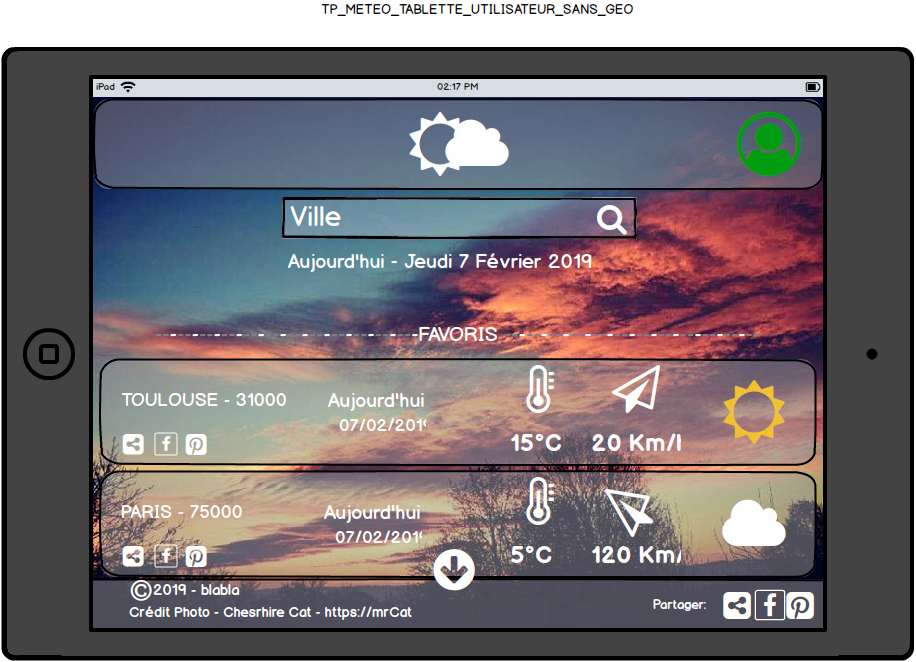 TP_METEO_TABLETTE_UTILISATEUR_SANS_GEO
iPad 02:17 PM
Ville
Aujourd'hui - Jeudi 7 Février 2019
FAVORIS
TOULOUSE - 31000
Aujourd'hui
07/02/2019
15°C
20 Km/l
PARIS - 75000
Aujourd'hui
07/02/2019
5°C
120 Km/
©2019 - blabla
Crédit Photo - Chesrhire Cat - https://mrCat
Partager: